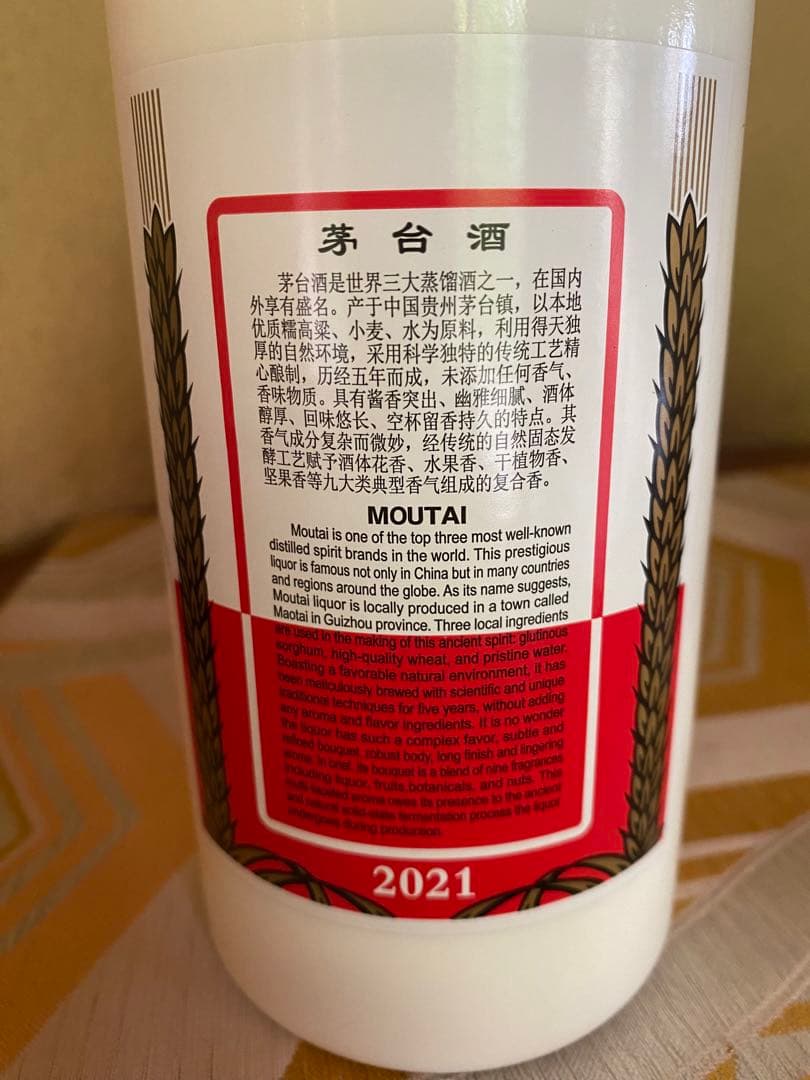 茅台酒
茅台酒是世界三大蒸馏酒之一，在国内
外享有盛名。产于中国贵州茅台镇，以本地
优质糯高粱、小麦、水为原料，利用得天独
厚的自然环境，采用科学独特的传统工艺精
心酿制，历经五年而成，未添加任何香气、
香味物质。具有酱香突出、幽雅细腻、酒体
醇厚、回味悠长、空杯留香持久的特点。其
香气成分复杂而微妙，经传统的自然固态发
酵工艺赋予酒体花香、水果香、干植物香、
坚果香等九大类典型香气组成的复合香。
MOUTAI
Moutai is one of the top three most well-known
distilled spirit brands in the world. This prestigious
liquor is famous not only in China but in many countries
and regions around the globe. As its name suggests,
Moutai liquor is locally produced in a town called
Maotai in Guizhou province. Three local ingredients
are used in the making of this ancient spirit: glutinous
sorghum, high-quality wheat, and pristine water.
Boasting a favorable natural environment, it has
been meticulously brewed with scientific and unique
traditional techniques for five years, without adding
any aroma and flavor ingredients. It is no wonder
the liquor has such a complex favor, subtle and
refined bouquet, robust body, long finish and lingering
aroma. In brief, its bouquet is a blend of nine fragrances
including liquor, fruits, botanicals, and nuts. This
multi-faceted aroma owes its presence to the ancient
and natural solid-state fermentation process the liquor
undergoes during production.
2021